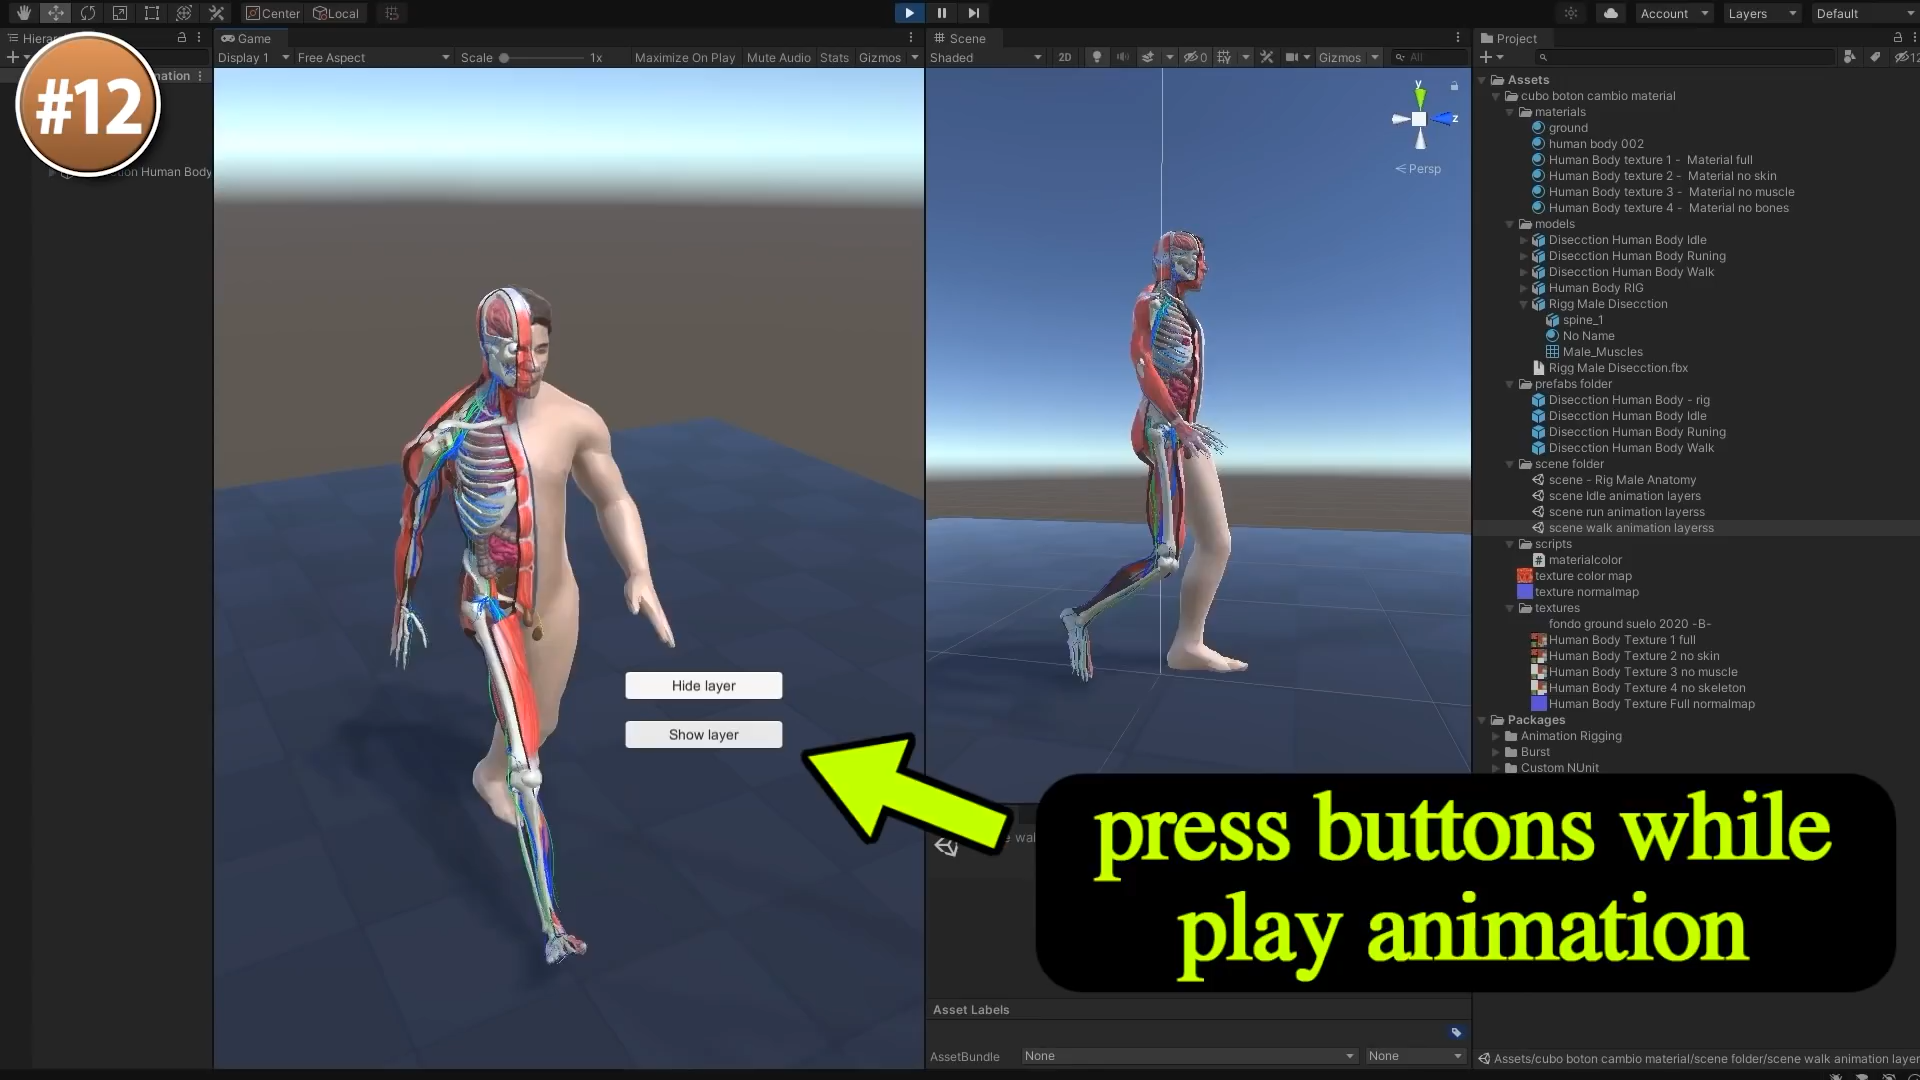 Center
Local
Account
Layers
Default
Game
Display 1
Free Aspect
Scale
1x
Maximize On Play
Mute Audio
Stats
Gizmos
#12
Human Body
Hide layer
Show layer
Scene
Shaded
2D
0
Gizmos
All
y
z
Persp
press buttons while
play animation
Asset Labels
AssetBundle
None
None
Project
12
Assets
cubo boton cambio material
materials
ground
human body 002
Human Body texture 1 - Material full
Human Body texture 2 - Material no skin
Human Body texture 3 - Material no muscle
Human Body texture 4 - Material no bones
models
Disecction Human Body Idle
Disecction Human Body Runing
Disecction Human Body Walk
Human Body RIG
Rigg Male Disecction
spine_1
No Name
Male_Muscles
Rigg Male Disecction.fbx
prefabs folder
Disecction Human Body - rig
Disecction Human Body Idle
Disecction Human Body Runing
Disecction Human Body Walk
scene folder
scene - Rig Male Anatomy
scene Idle animation layers
scene run animation layerss
scene walk animation layerss
scripts
materialcolor
texture color map
texture normalmap
textures
fondo ground suelo 2020 -B-
Human Body Texture 1 full
Human Body Texture 2 no skin
Human Body Texture 3 no muscle
Human Body Texture 4 no skeleton
Human Body Texture Full normalmap
Packages
Animation Rigging
Burst
Custom NUnit
Assets/cubo boton cambio material/scene folder/scene walk animation layer